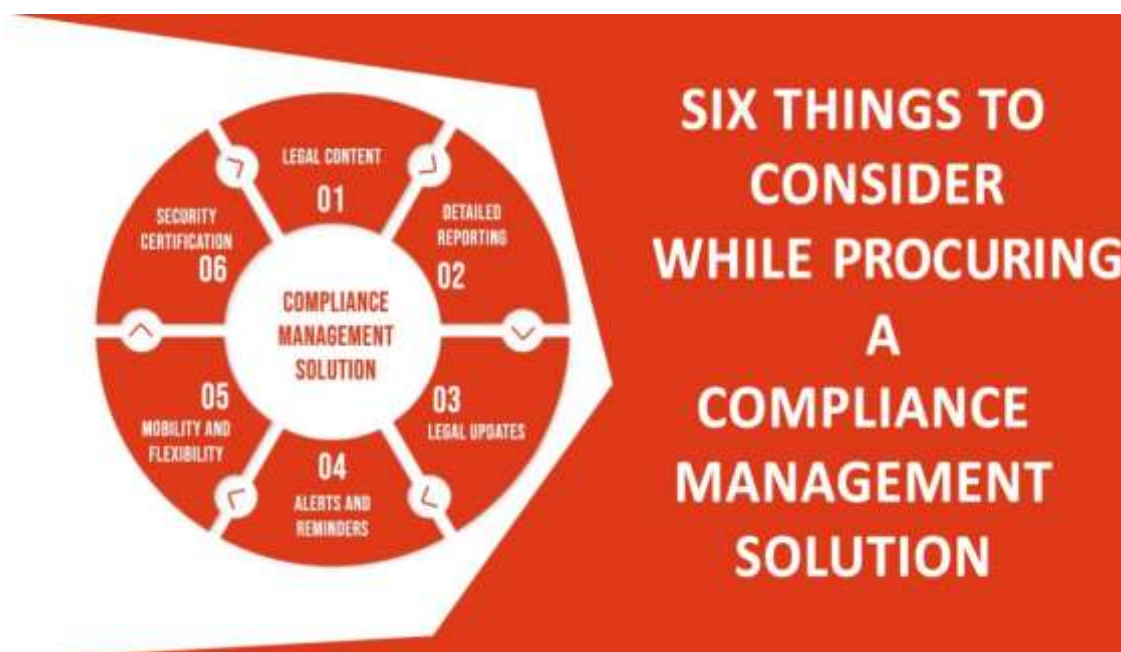 SIX THINGS TO
CONSIDER
WHILE PROCURING
A
COMPLIANCE
MANAGEMENT
SOLUTION
COMPLIANCE
MANAGEMENT
SOLUTION
LEGAL CONTENT
01
DETAILED
REPORTING
02
03
LEGAL UPDATES
04
ALERTS AND
REMINDERS
05
MOBILITY AND
FLEXIBILITY
SECURITY
CERTIFICATION
06